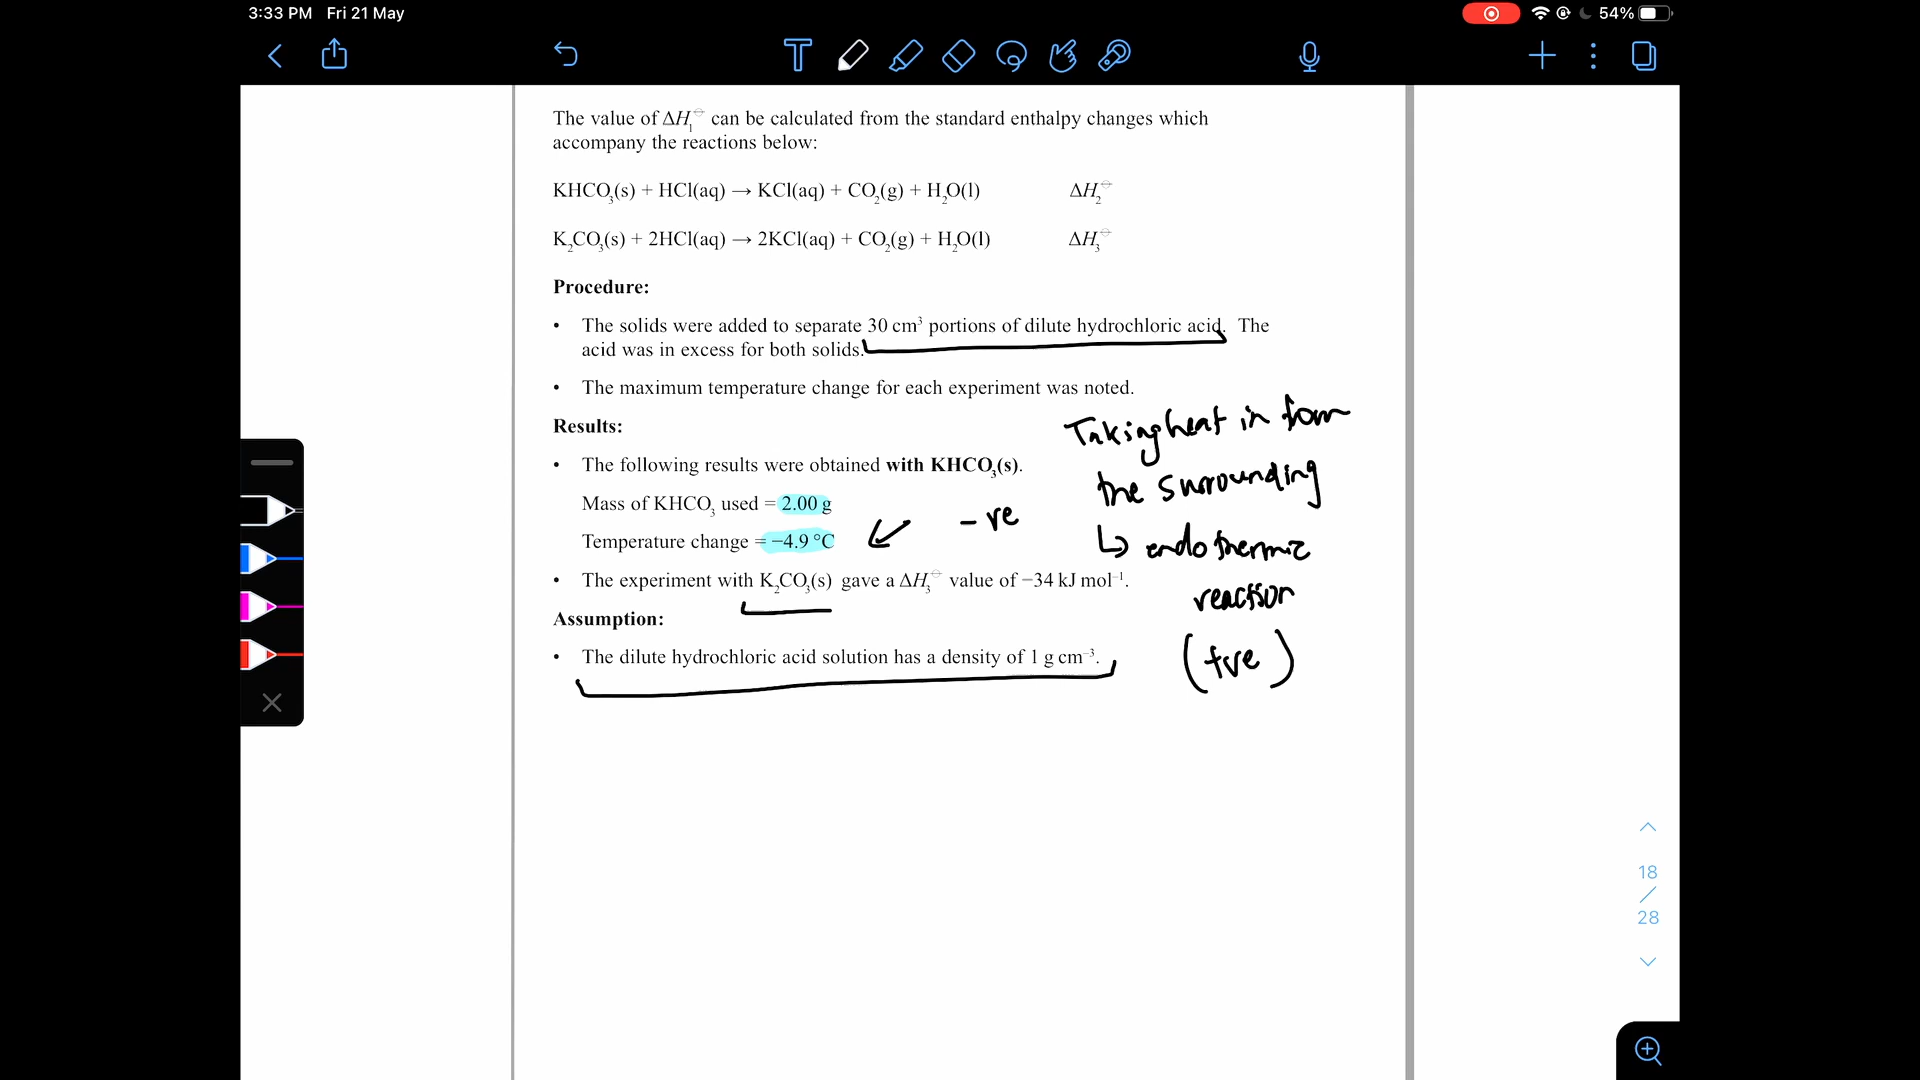 3:33 PM Fri 21 May
54%
The value of ΔH₁⊖ can be calculated from the standard enthalpy changes which
accompany the reactions below:
KHCO₃(s) + HCl(aq) → KCl(aq) + CO₂(g) + H₂O(l) ΔH₂⊖
K₂CO₃(s) + 2HCl(aq) → 2KCl(aq) + CO₂(g) + H₂O(l) ΔH₃⊖
Procedure:
• The solids were added to separate 30 cm³ portions of dilute hydrochloric acid. The
acid was in excess for both solids.
• The maximum temperature change for each experiment was noted.
Results:
• The following results were obtained with KHCO₃(s).
Mass of KHCO₃ used = 2.00 g
Temperature change = −4.9 °C
• The experiment with K₂CO₃(s) gave a ΔH₃⊖ value of −34 kJ mol⁻¹.
Assumption:
• The dilute hydrochloric acid solution has a density of 1 g cm⁻³.
- ve
Taking heat in from
the surrounding
↳ endothermic
reaction
(+ve)
18
/
28